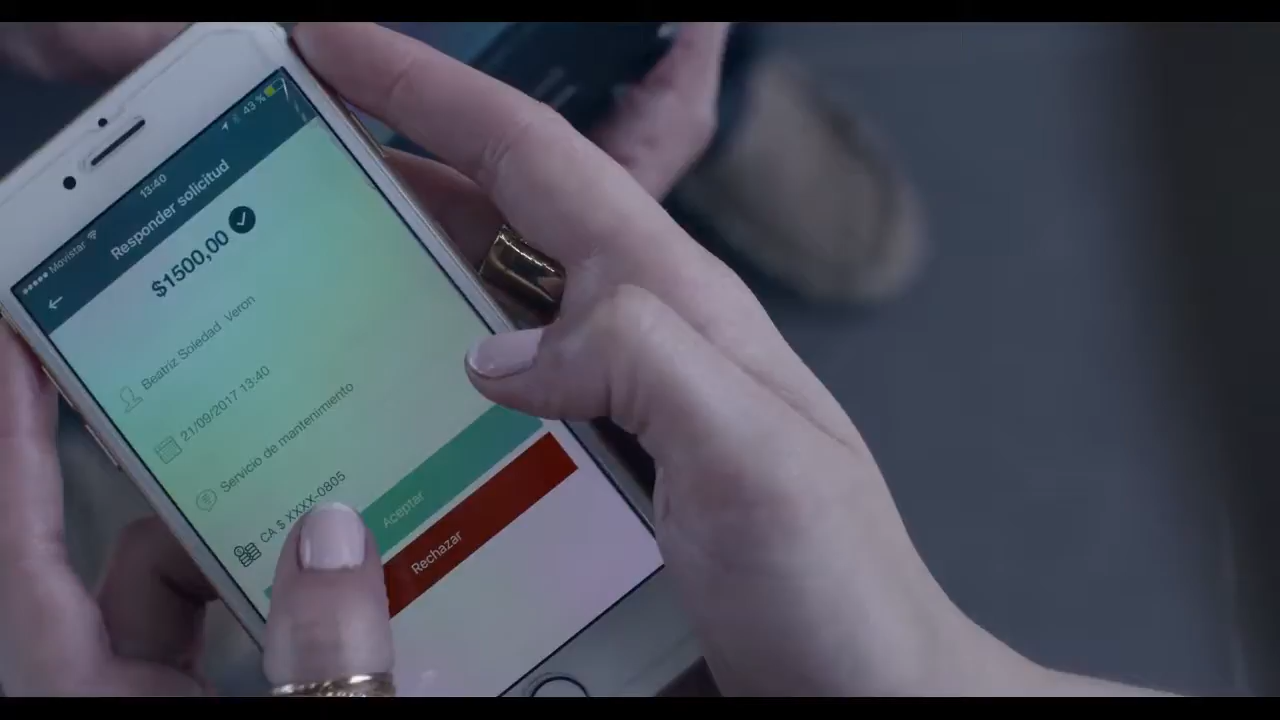 Movistar 13:40 43 %
Responder solicitud
$1500,00
Beatriz Soledad Veron
21/09/2017 13:40
Servicio de mantenimiento
CA $ XXXX-0805
Aceptar
Rechazar